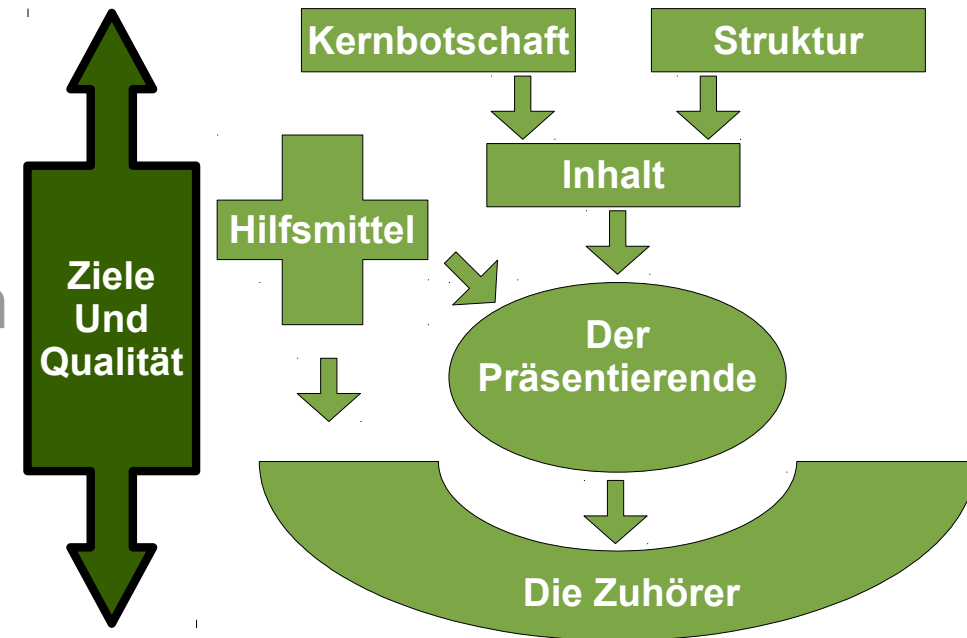 Kernbotschaft
Struktur
Inhalt
Hilfsmittel
Ziele
Und
Qualität
Der
Präsentierende
Die Zuhörer